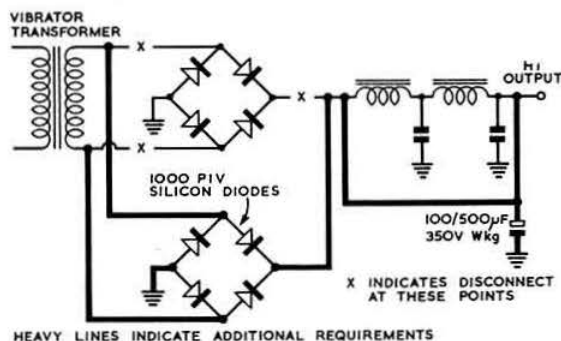 VIBRATOR
TRANSFORMER
X
X
X
HT
OUTPUT
1000 PIV
SILICON DIODES
100/500µF
350V Wkg
X INDICATES DISCONNECT
AT THESE POINTS
HEAVY LINES INDICATE ADDITIONAL REQUIREMENTS